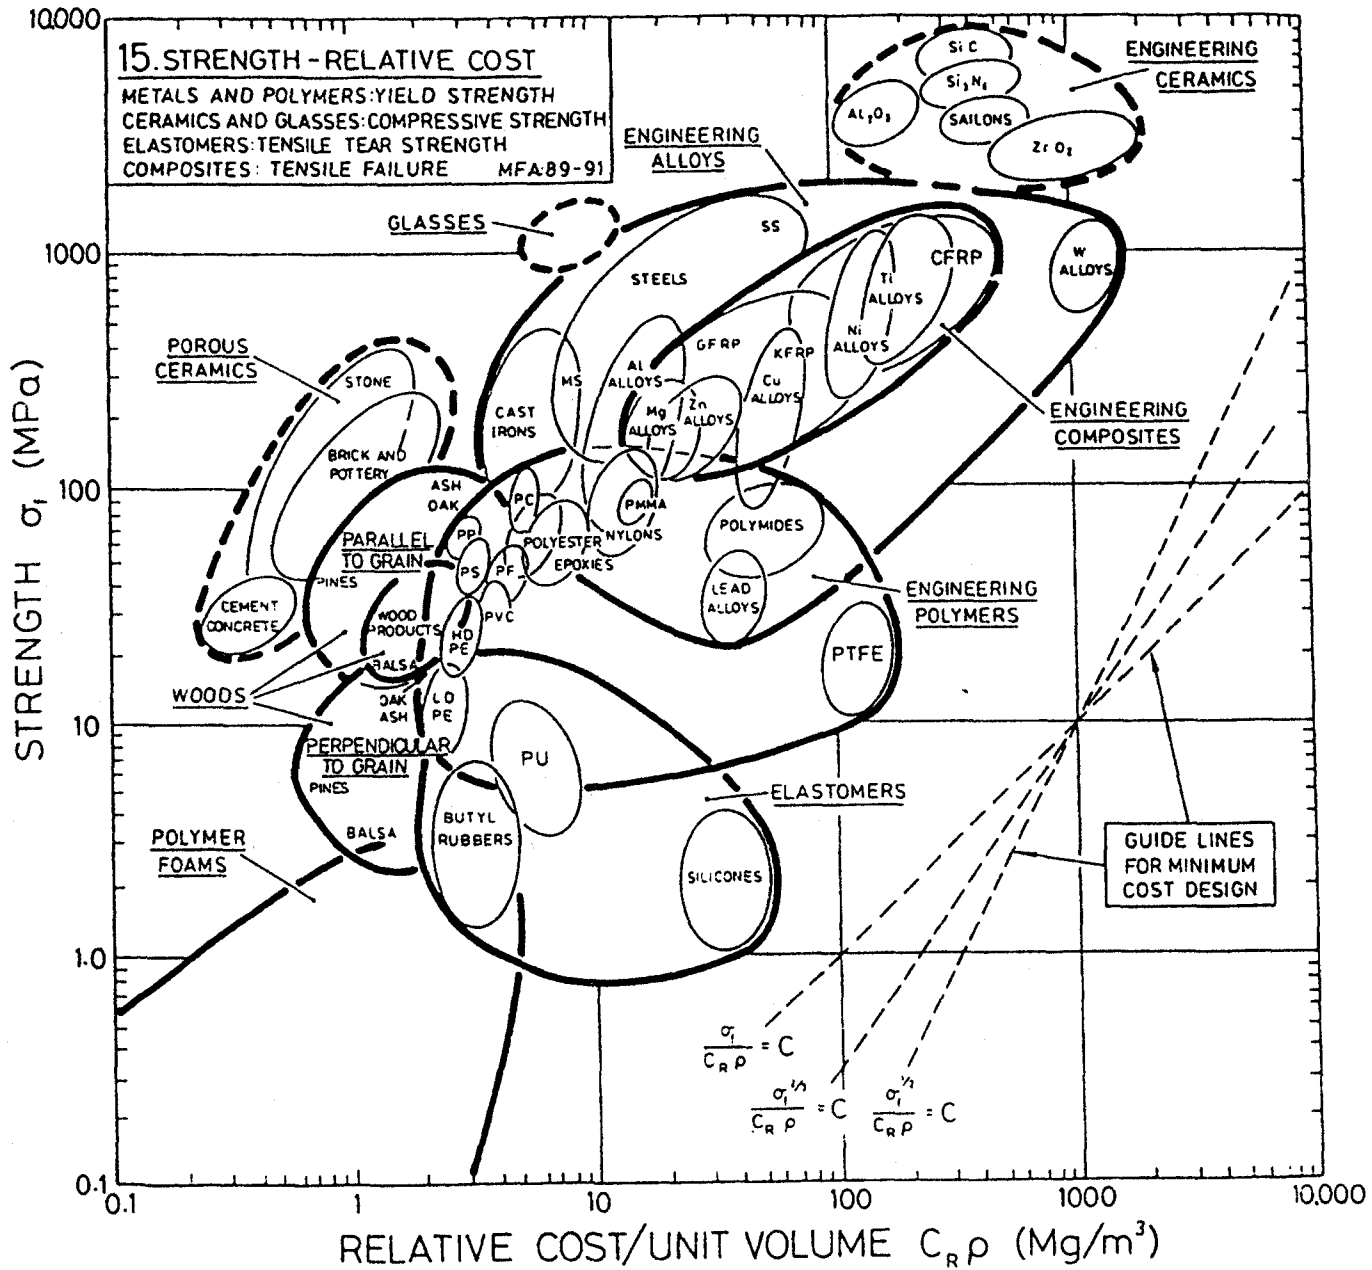 10,000
15. STRENGTH - RELATIVE COST
METALS AND POLYMERS: YIELD STRENGTH
CERAMICS AND GLASSES: COMPRESSIVE STRENGTH
ELASTOMERS: TENSILE TEAR STRENGTH
COMPOSITES: TENSILE FAILURE MFA:89-91
SiC
Si₃N₄
Al₂O₃
SAILONS
ZrO₂
ENGINEERING
CERAMICS
ENGINEERING
ALLOYS
GLASSES
1000
SS
STEELS
CFRP
W
ALLOYS
Ti
ALLOYS
Ni
ALLOYS
GFRP
KFRP
Cu
ALLOYS
Al
ALLOYS
Mg
ALLOYS
Zn
ALLOYS
MS
CAST
IRONS
POROUS
CERAMICS
STONE
BRICK AND
POTTERY
ENGINEERING
COMPOSITES
100
ASH
OAK
PC
PMMA
NYLONS
POLYMIDES
PARALLEL
TO GRAIN
PP
POLYESTER
EPOXIES
PS
PF
PINES
PVC
LEAD
ALLOYS
ENGINEERING
POLYMERS
CEMENT
CONCRETE
WOOD
PRODUCTS
HD
PE
BALSA
PTFE
WOODS
OAK
ASH
LD
PE
10
PERPENDICULAR
TO GRAIN
PINES
PU
ELASTOMERS
BUTYL
RUBBERS
BALSA
SILICONES
POLYMER
FOAMS
GUIDE LINES
FOR MINIMUM
COST DESIGN
1.0
σf / CRρ = C
σf^1/2 / CRρ = C
0.1
0.1 1 10 100 1000 10,000
STRENGTH σf (MPa)
RELATIVE COST/UNIT VOLUME CRρ (Mg/m³)